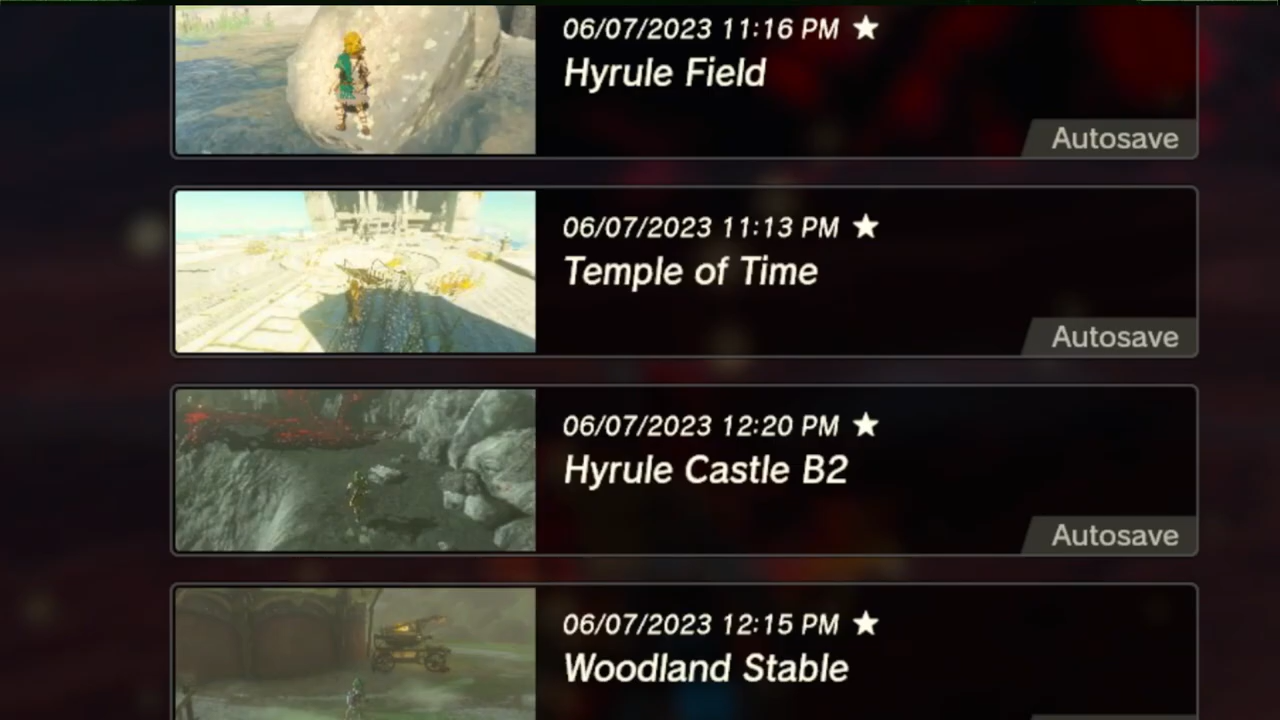 06/07/2023 11:16 PM ★
Hyrule Field
Autosave
06/07/2023 11:13 PM ★
Temple of Time
Autosave
06/07/2023 12:20 PM ★
Hyrule Castle B2
Autosave
06/07/2023 12:15 PM ★
Woodland Stable